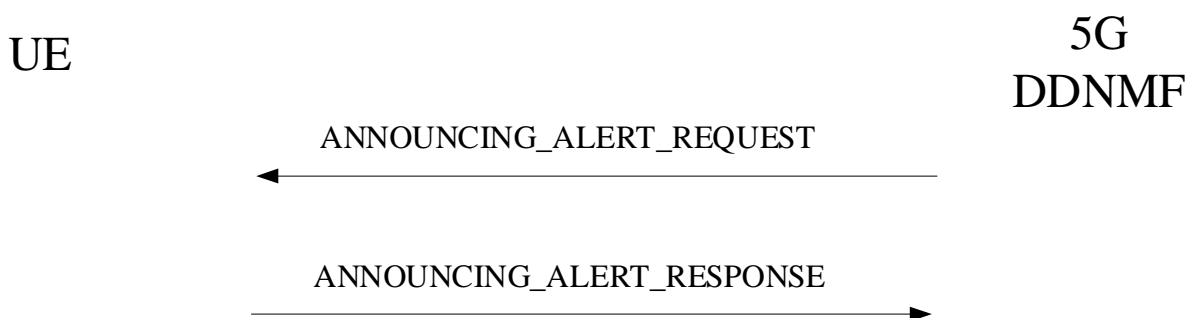 UE
5G
DDNMF
ANNOUNCING_ALERT_REQUEST
ANNOUNCING_ALERT_RESPONSE